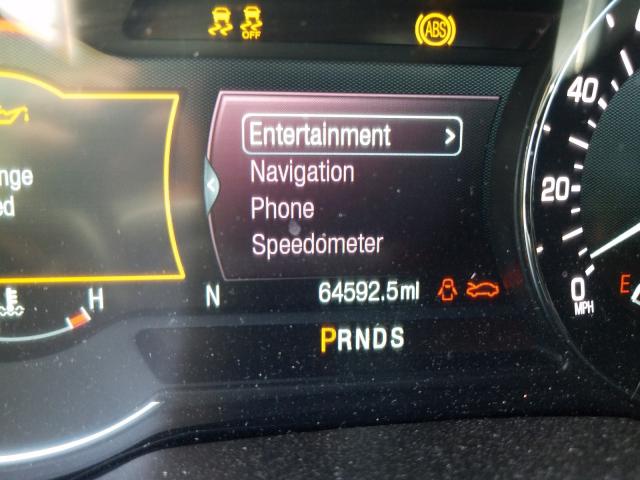 OFF
ABS
Entertainment >
Navigation
Phone
Speedometer
nge
ed
H
N
64592.5mi
PRNDS
40
20
0
MPH
E